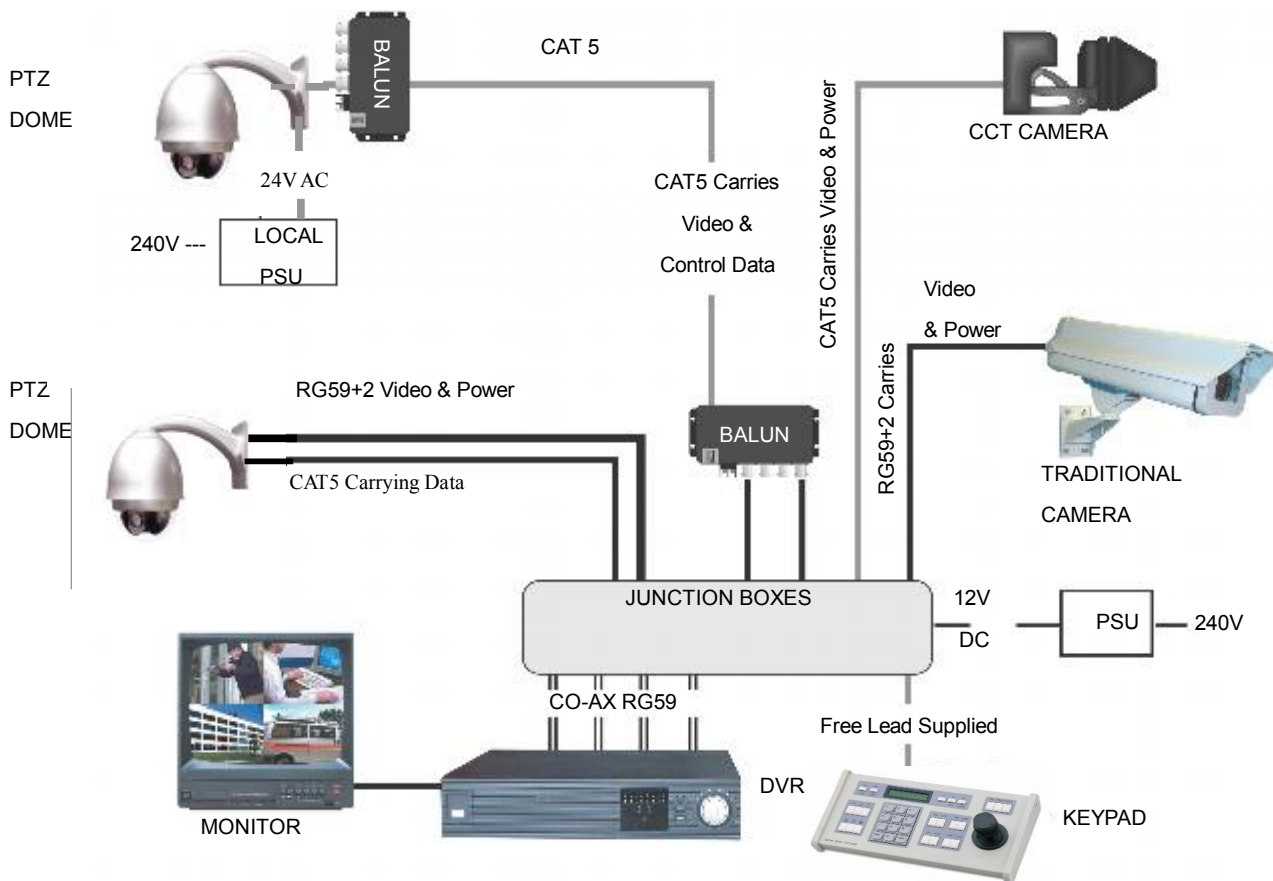 CAT 5
BALUN
PTZ
DOME
CCT CAMERA
24V AC
CAT5 Carries
Video &
Control Data
CAT5 Carries Video & Power
240V ---
LOCAL
PSU
Video
& Power
RG59+2 Carries
PTZ
DOME
RG59+2 Video & Power
BALUN
CAT5 Carrying Data
TRADITIONAL
CAMERA
JUNCTION BOXES
12V
DC
PSU
240V
CO-AX RG59
Free Lead Supplied
DVR
MONITOR
KEYPAD